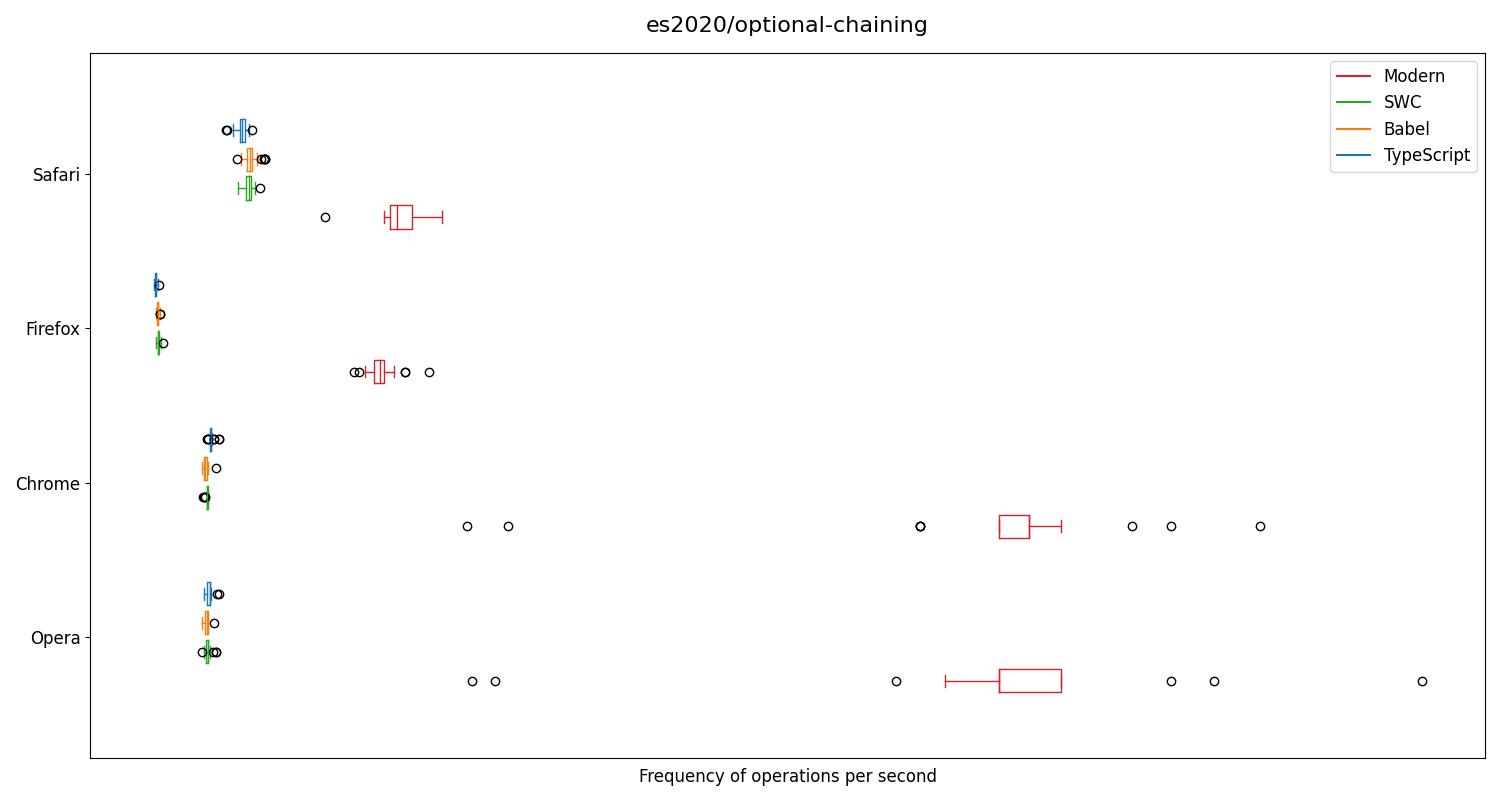 es2020/optional-chaining
Modern
SWC
Babel
TypeScript
Safari
Firefox
Chrome
Opera
Frequency of operations per second